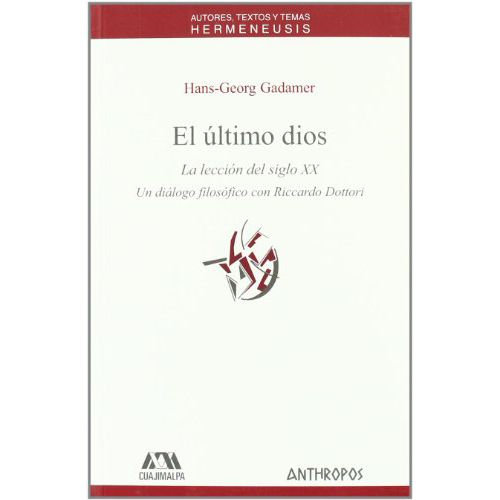 AUTORES, TEXTOS Y TEMAS
HERMENEUSIS
Hans-Georg Gadamer
El último dios
La lección del siglo XX
Un diálogo filosófico con Riccardo Dottori
CUAJIMALPA
ANTHROPOS